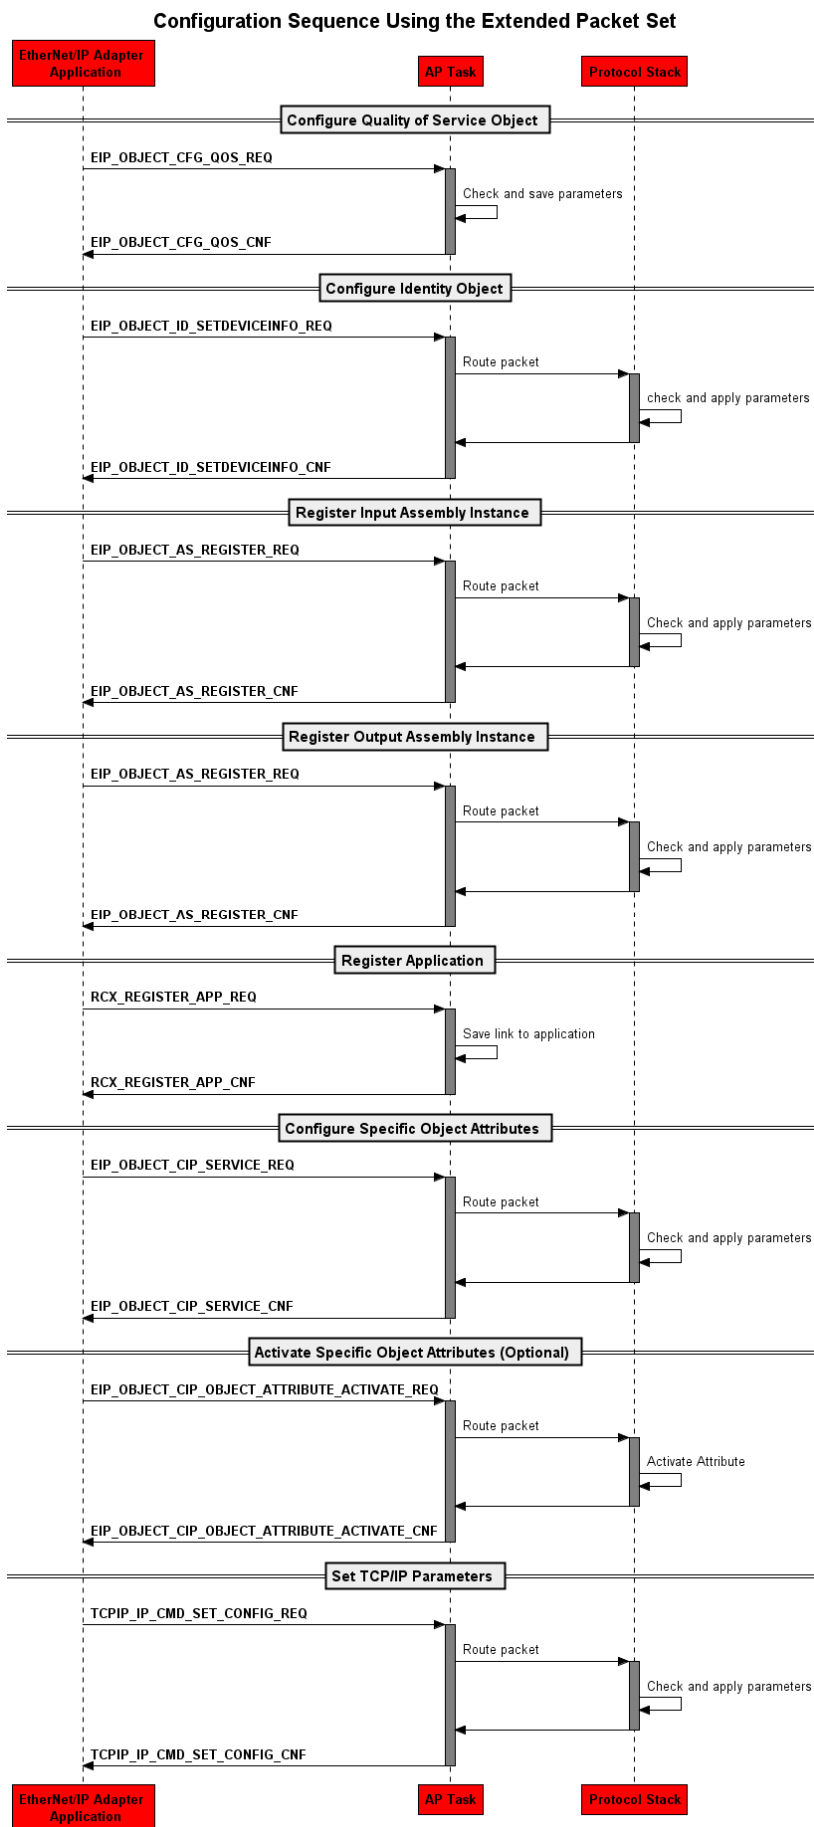 Configuration Sequence Using the Extended Packet Set
EtherNet/IP Adapter
Application
AP Task
Protocol Stack
Configure Quality of Service Object
EIP_OBJECT_CFG_QOS_REQ
Check and save parameters
EIP_OBJECT_CFG_QOS_CNF
Configure Identity Object
EIP_OBJECT_ID_SETDEVICEINFO_REQ
Route packet
check and apply parameters
EIP_OBJECT_ID_SETDEVICEINFO_CNF
Register Input Assembly Instance
EIP_OBJECT_AS_REGISTER_REQ
Route packet
Check and apply parameters
EIP_OBJECT_AS_REGISTER_CNF
Register Output Assembly Instance
EIP_OBJECT_AS_REGISTER_REQ
Route packet
Check and apply parameters
EIP_OBJECT_AS_REGISTER_CNF
Register Application
RCX_REGISTER_APP_REQ
Save link to application
RCX_REGISTER_APP_CNF
Configure Specific Object Attributes
EIP_OBJECT_CIP_SERVICE_REQ
Route packet
Check and apply parameters
EIP_OBJECT_CIP_SERVICE_CNF
Activate Specific Object Attributes (Optional)
EIP_OBJECT_CIP_OBJECT_ATTRIBUTE_ACTIVATE_REQ
Route packet
Activate Attribute
EIP_OBJECT_CIP_OBJECT_ATTRIBUTE_ACTIVATE_CNF
Set TCP/IP Parameters
TCPIP_IP_CMD_SET_CONFIG_REQ
Route packet
Check and apply parameters
TCPIP_IP_CMD_SET_CONFIG_CNF
EtherNet/IP Adapter
Application
AP Task
Protocol Stack